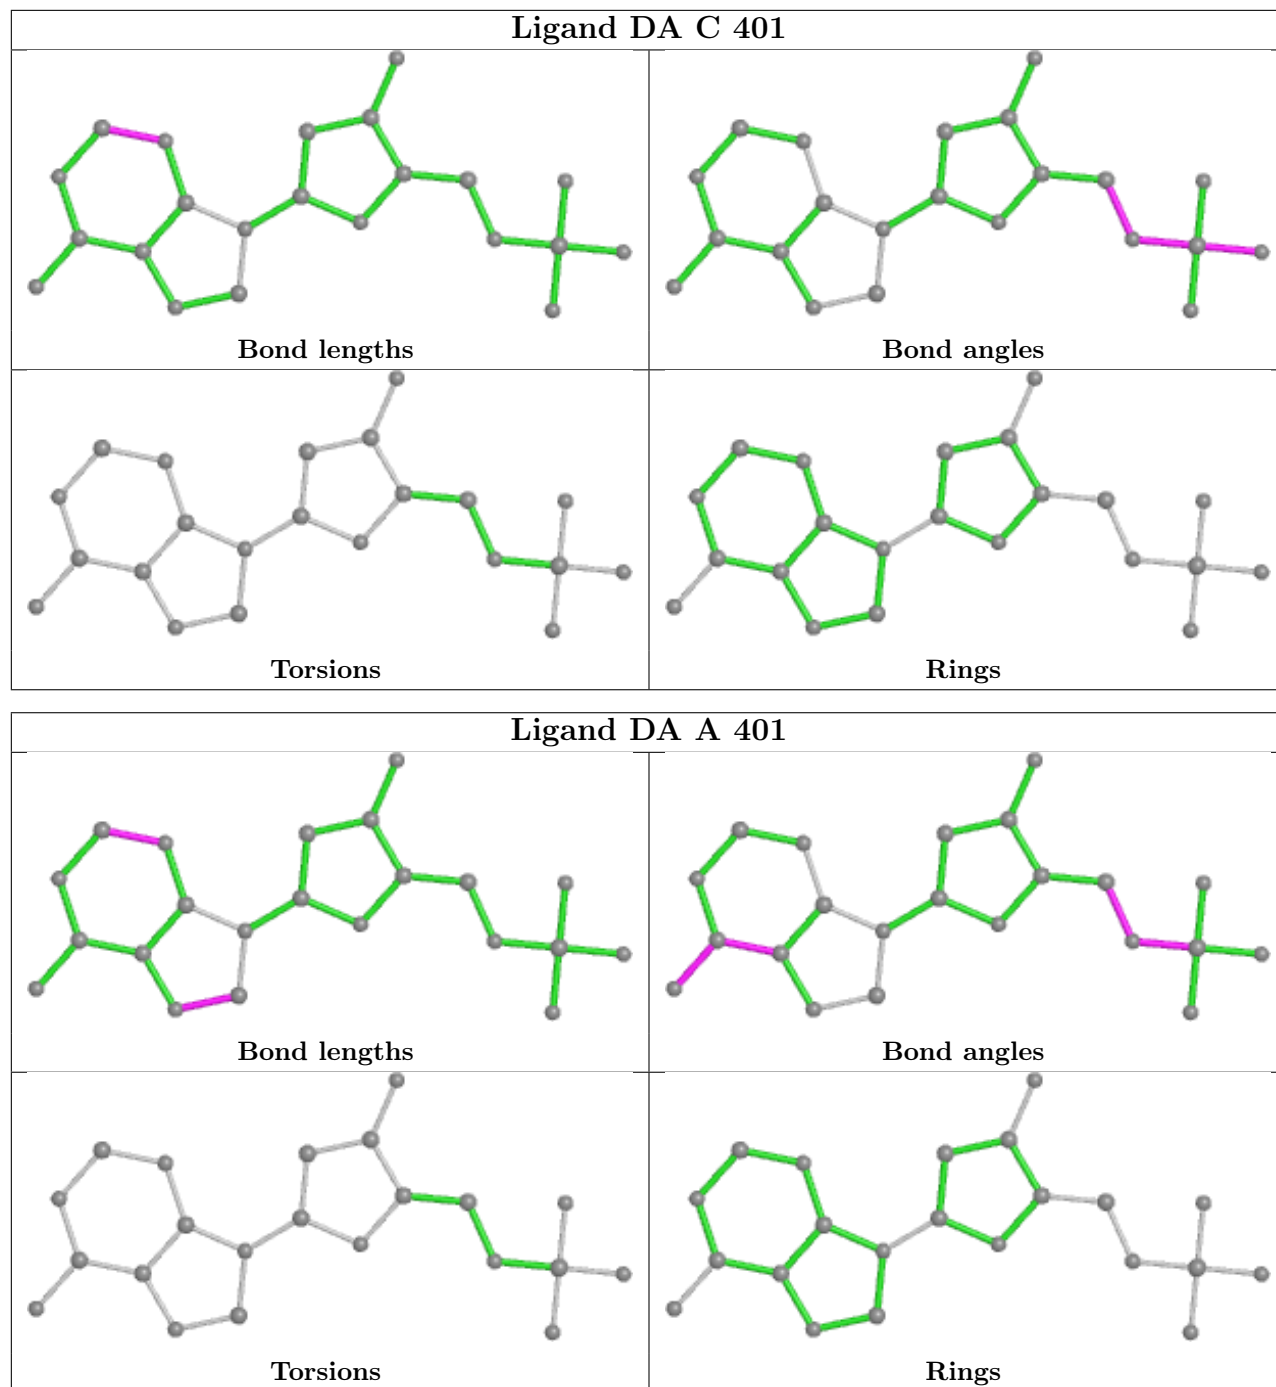 Ligand DA C 401
Bond lengths
Bond angles
Torsions
Rings
Ligand DA A 401
Bond lengths
Bond angles
Torsions
Rings